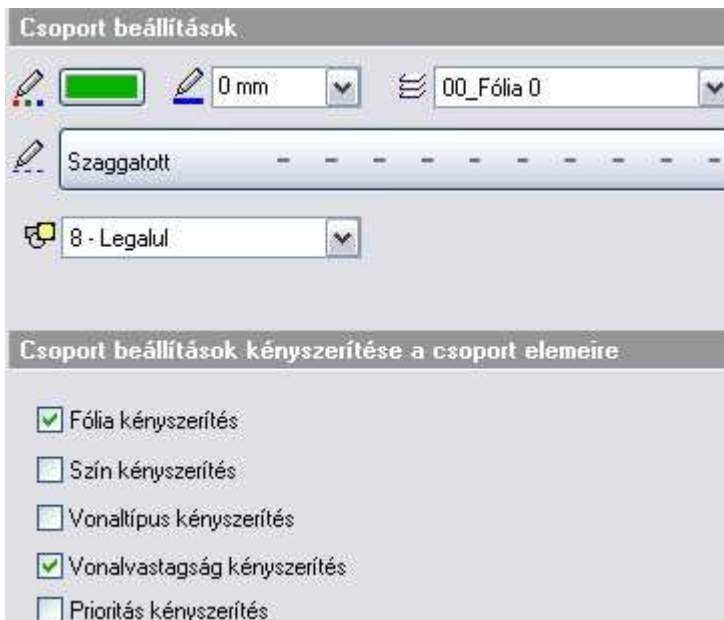 Csoport beállítások
0 mm
00_Fólia 0
Szaggatott
8 - Legalul
Csoport beállítások kényszerítése a csoport elemeire
Fólia kényszerítés
Szín kényszerítés
Vonaltípus kényszerítés
Vonalvastagság kényszerítés
Prioritás kényszerítés